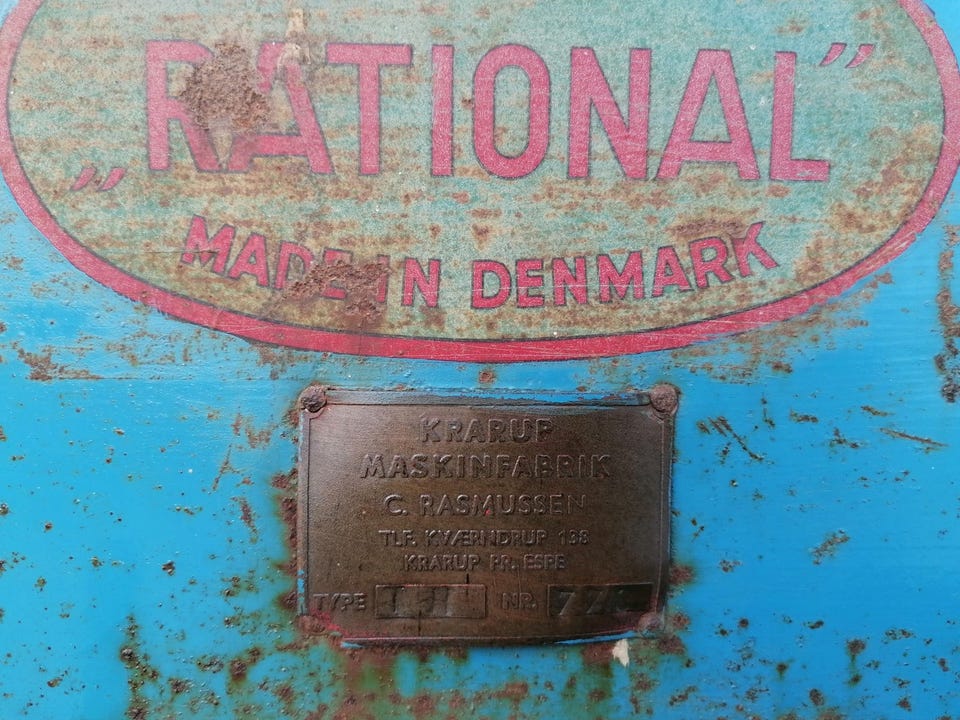 „RATIONAL”
MADE IN DENMARK
KRARUP
MASKINFABRIK
C. RASMUSSEN
TLF. KVÆRNDRUP 138
KRARUP PR. ESPE
TYPE NR.